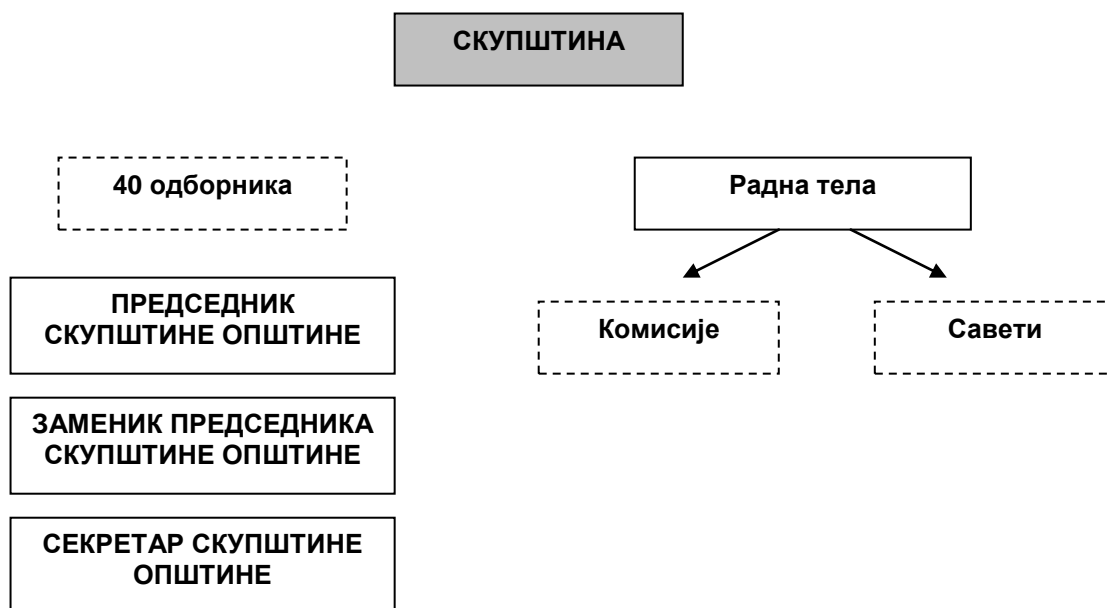 СКУПШТИНА
40 одборника
Радна тела
ПРЕДСЕДНИК
СКУПШТИНЕ ОПШТИНЕ
Комисије
Савети
ЗАМЕНИК ПРЕДСЕДНИКА
СКУПШТИНЕ ОПШТИНЕ
СЕКРЕТАР СКУПШТИНЕ
ОПШТИНЕ